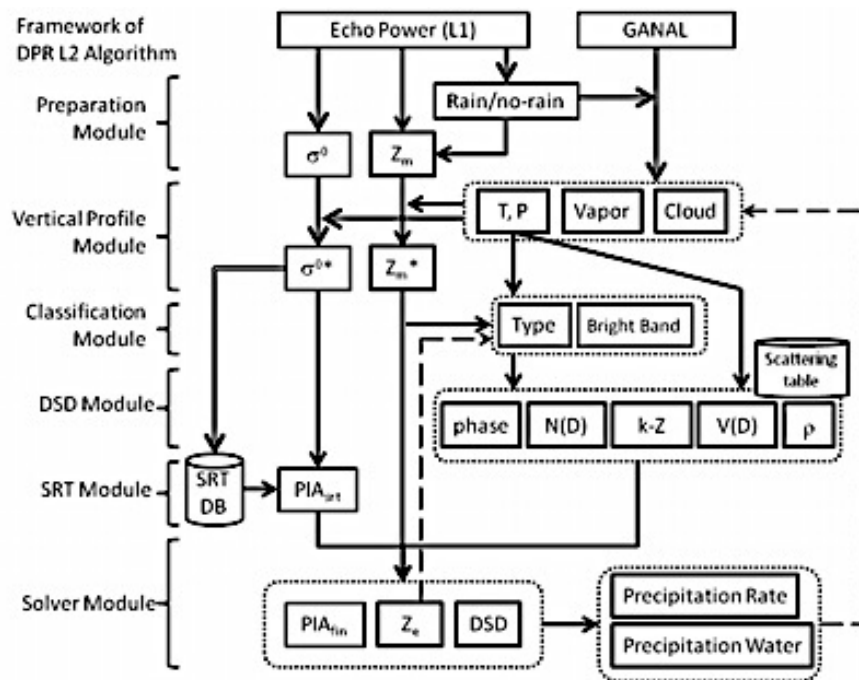 Framework of
DPR L2 Algorithm
Echo Power (L1)
GANAL
Preparation
Module
Rain/no-rain
σ⁰
Zm
Vertical Profile
Module
T, P
Vapor
Cloud
σ⁰*
Zm*
Classification
Module
Type
Bright Band
Scattering
table
DSD Module
phase
N(D)
k-Z
V(D)
ρ
SRT Module
SRT
DB
PIAsrt
Solver Module
PIAfin
Ze
DSD
Precipitation Rate
Precipitation Water